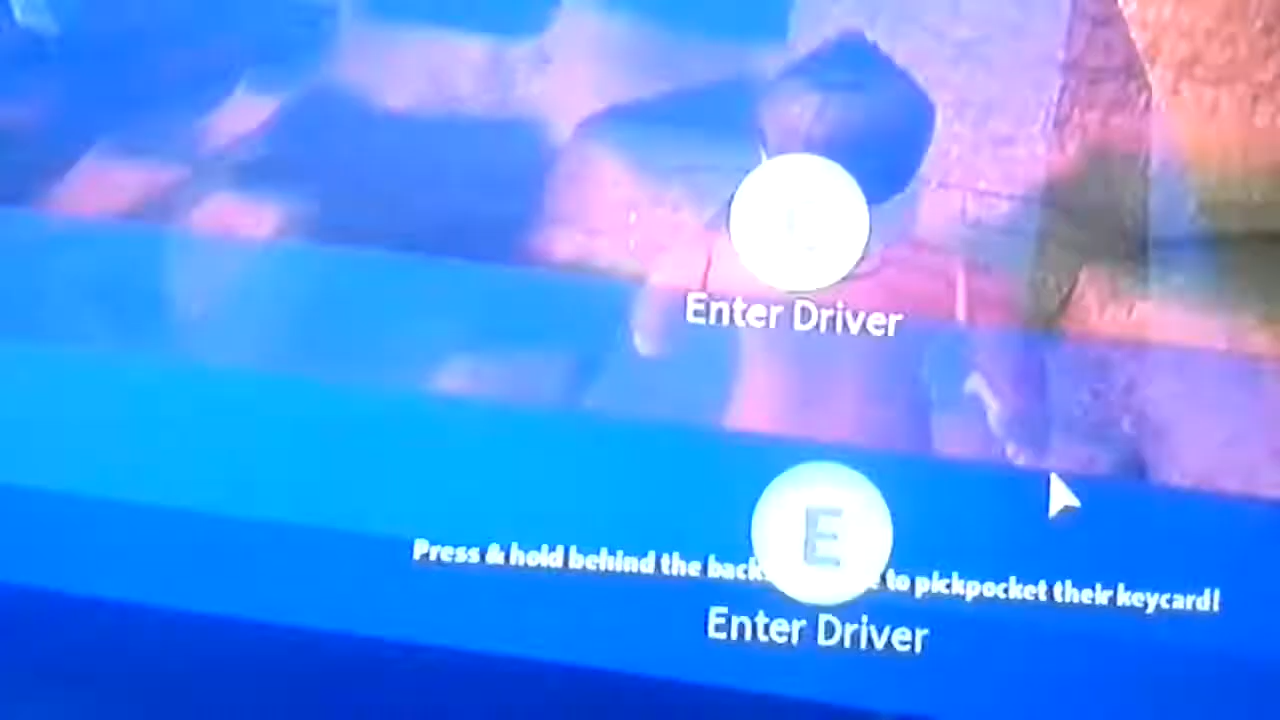 Enter Driver
E
Press & hold behind the back to pickpocket their keycard!
Enter Driver